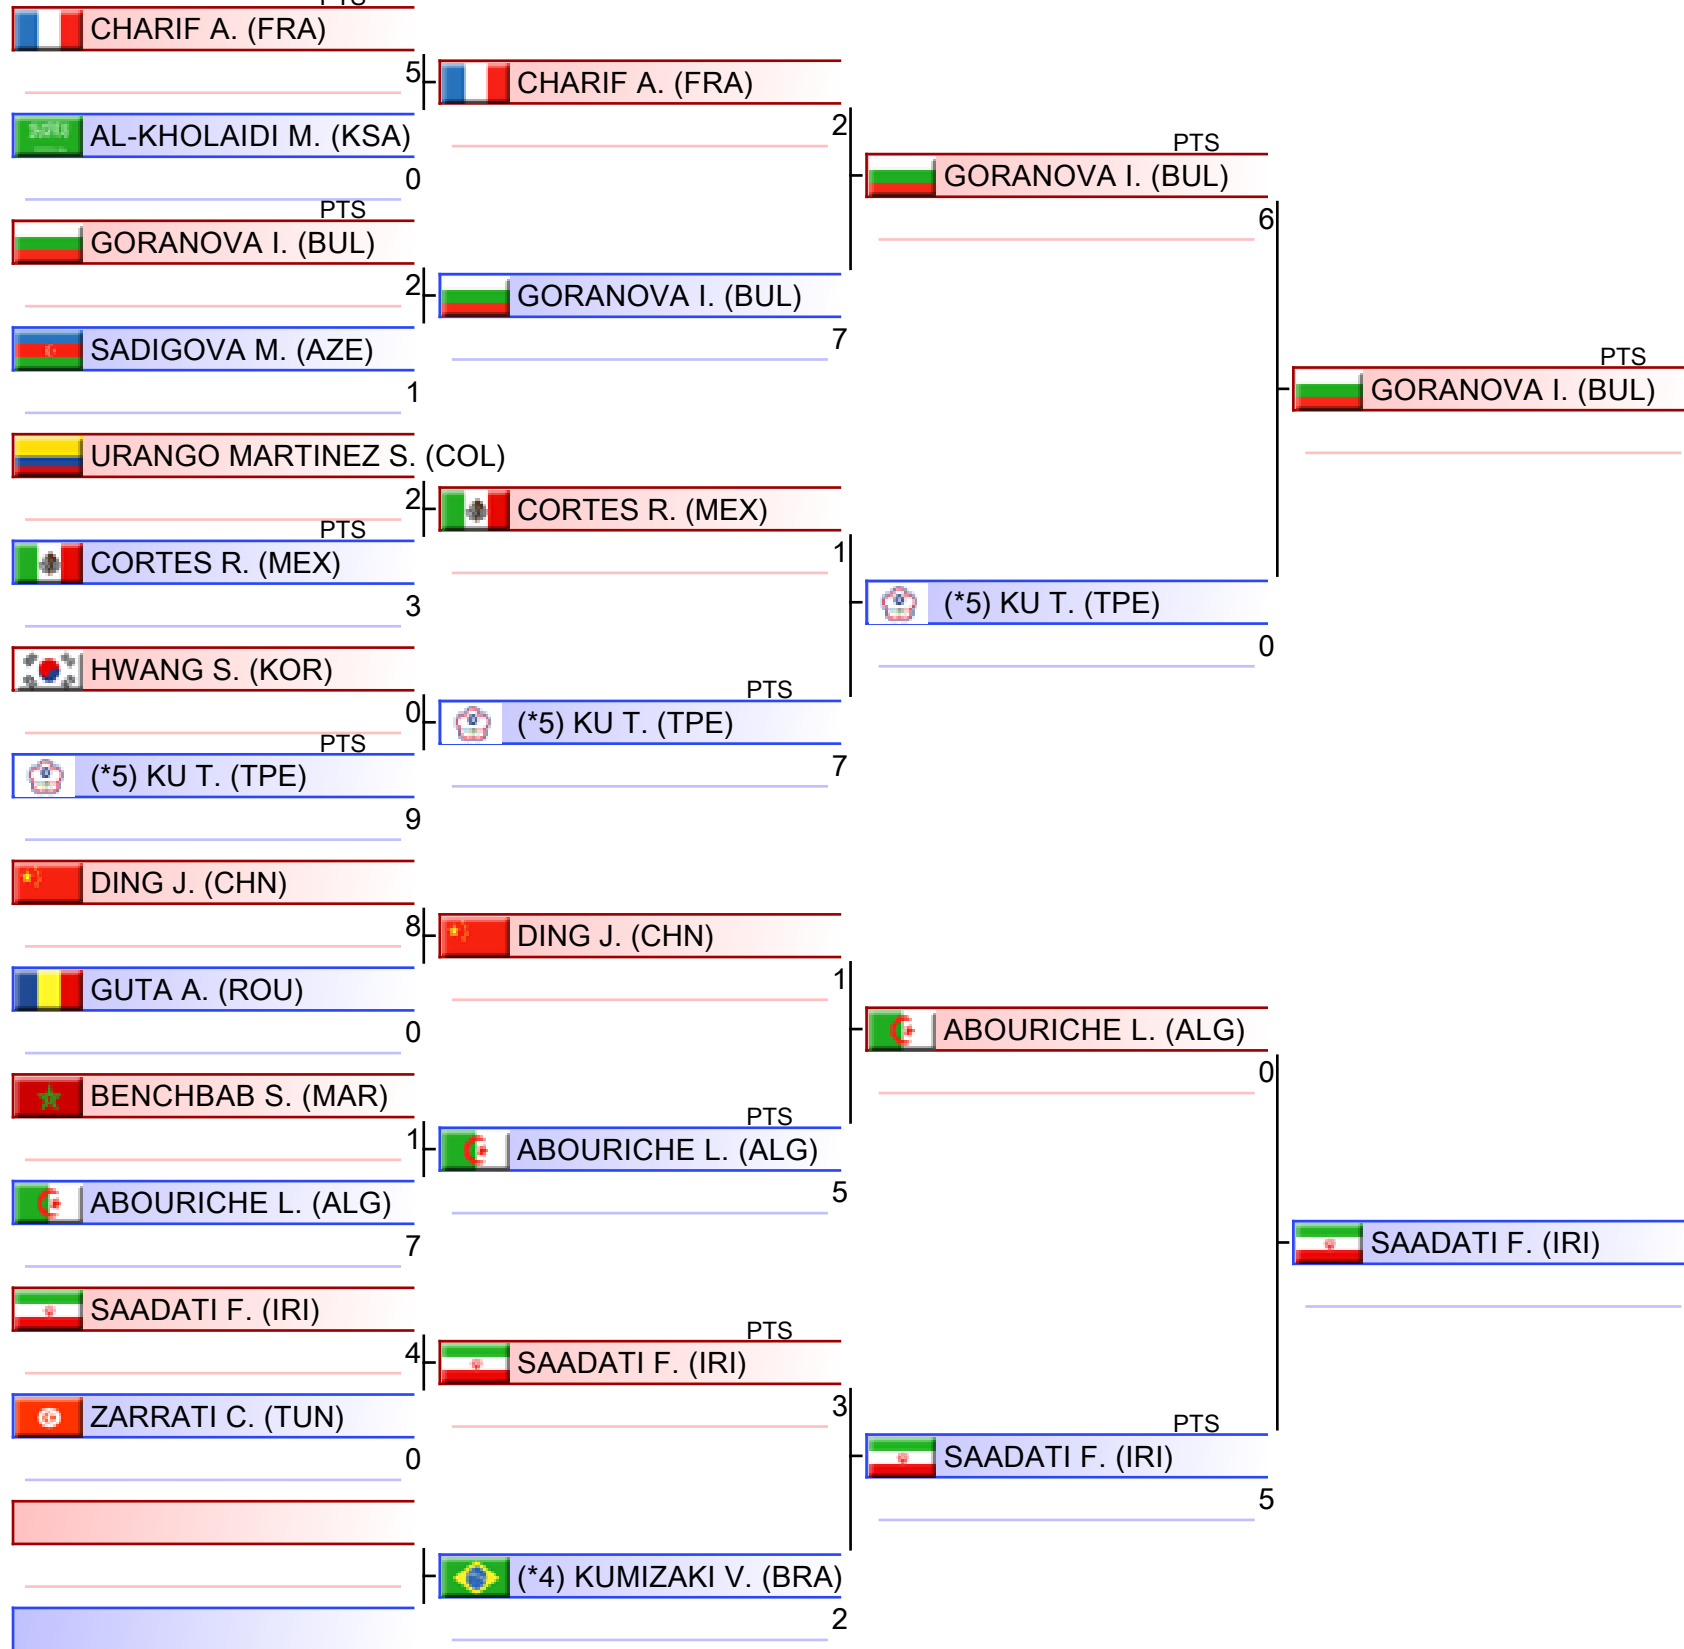 PTS
CHARIF A. (FRA)
5
AL-KHOLAIDI M. (KSA)
0
PTS
GORANOVA I. (BUL)
2
SADIGOVA M. (AZE)
1
URANGO MARTINEZ S. (COL)
2
PTS
CORTES R. (MEX)
3
HWANG S. (KOR)
0
PTS
(*5) KU T. (TPE)
9
DING J. (CHN)
8
GUTA A. (ROU)
0
BENCHBAB S. (MAR)
1
ABOURICHE L. (ALG)
7
SAADATI F. (IRI)
4
ZARRATI C. (TUN)
0
CHARIF A. (FRA)
2
GORANOVA I. (BUL)
7
CORTES R. (MEX)
1
PTS
(*5) KU T. (TPE)
7
DING J. (CHN)
1
PTS
ABOURICHE L. (ALG)
5
PTS
SAADATI F. (IRI)
3
(*4) KUMIZAKI V. (BRA)
2
PTS
GORANOVA I. (BUL)
6
(*5) KU T. (TPE)
0
ABOURICHE L. (ALG)
0
PTS
SAADATI F. (IRI)
5
PTS
GORANOVA I. (BUL)
SAADATI F. (IRI)